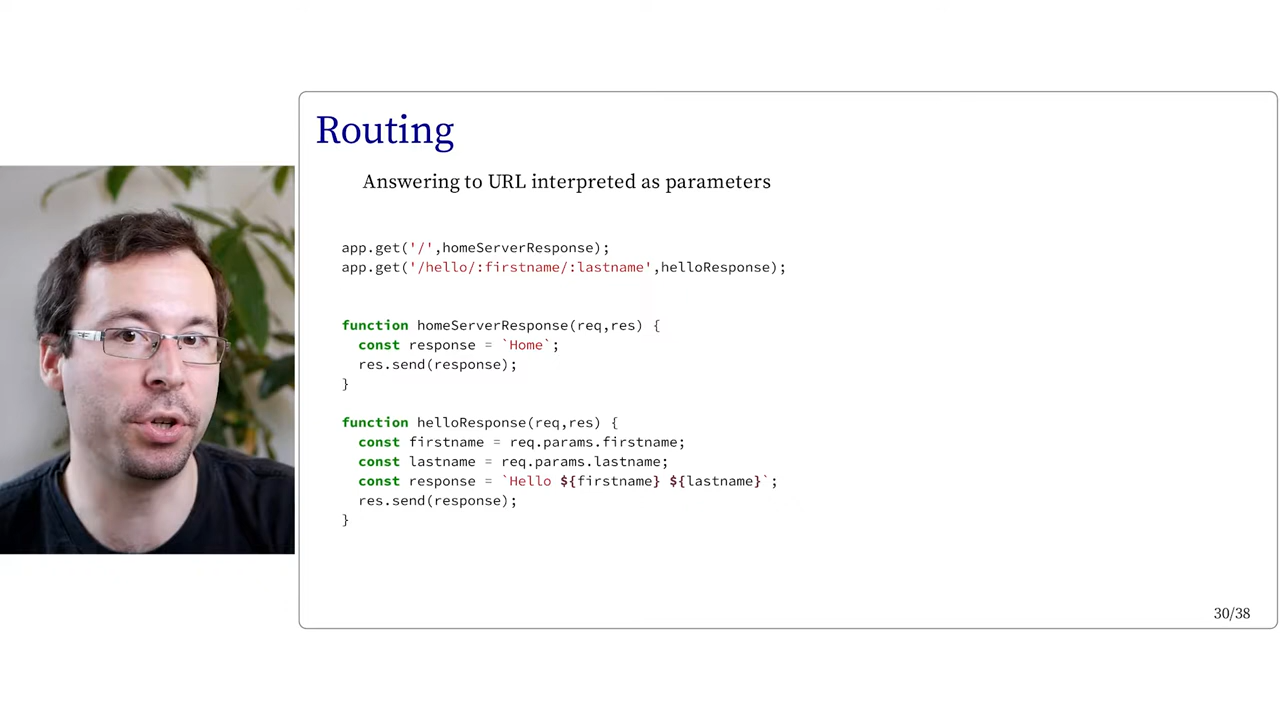 Routing
Answering to URL interpreted as parameters
app.get('/',homeServerResponse);
app.get('/hello/:firstname/:lastname',helloResponse);
function homeServerResponse(req,res) {
  const response = `Home`;
  res.send(response);
}
function helloResponse(req,res) {
  const firstname = req.params.firstname;
  const lastname = req.params.lastname;
  const response = `Hello ${firstname} ${lastname}`;
  res.send(response);
}
30/38